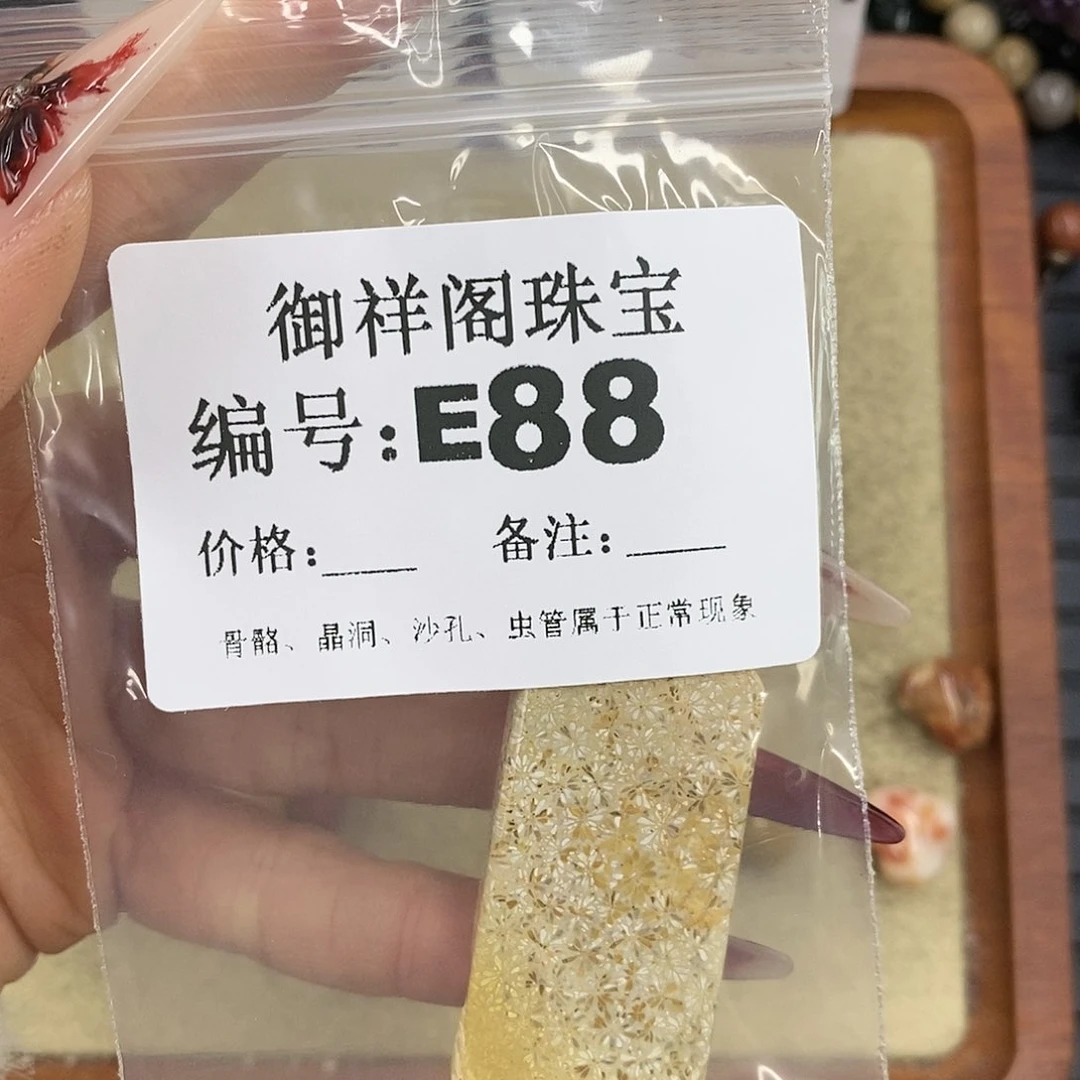 御祥阁珠宝
编号:E88
价格:____ 备注:____
骨骼、晶洞、沙孔、虫管属于正常现象